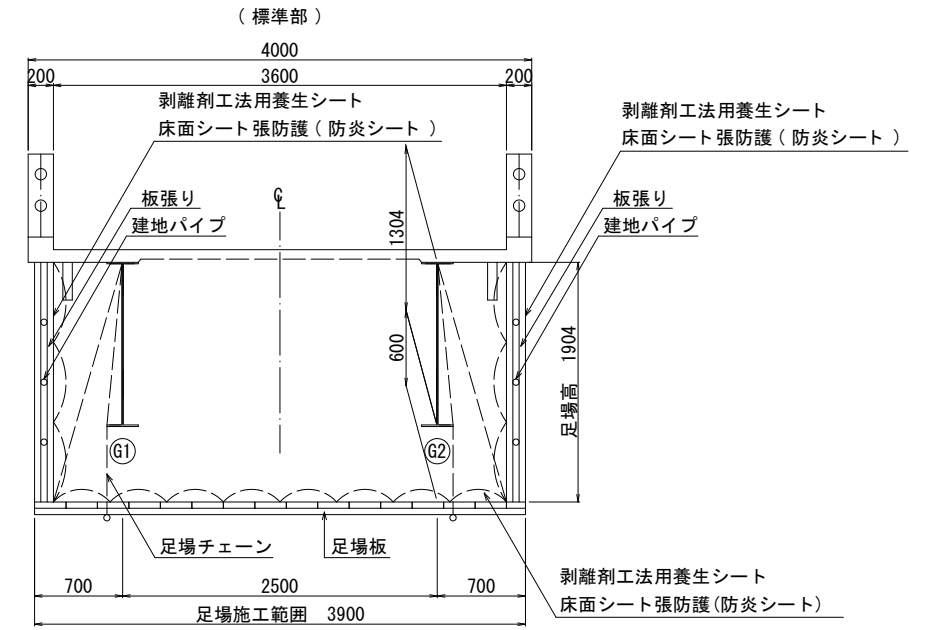 ( 標準部 )
4000
200
3600
200
剥離剤工法用養生シート
床面シート張防護 ( 防炎シート )
剥離剤工法用養生シート
床面シート張防護 ( 防炎シート )
板張り
建地パイプ
℄
1304
板張り
建地パイプ
600
足場高 1904
G1
G2
足場チェーン
足場板
700
2500
700
足場施工範囲 3900
剥離剤工法用養生シート
床面シート張防護(防炎シート)